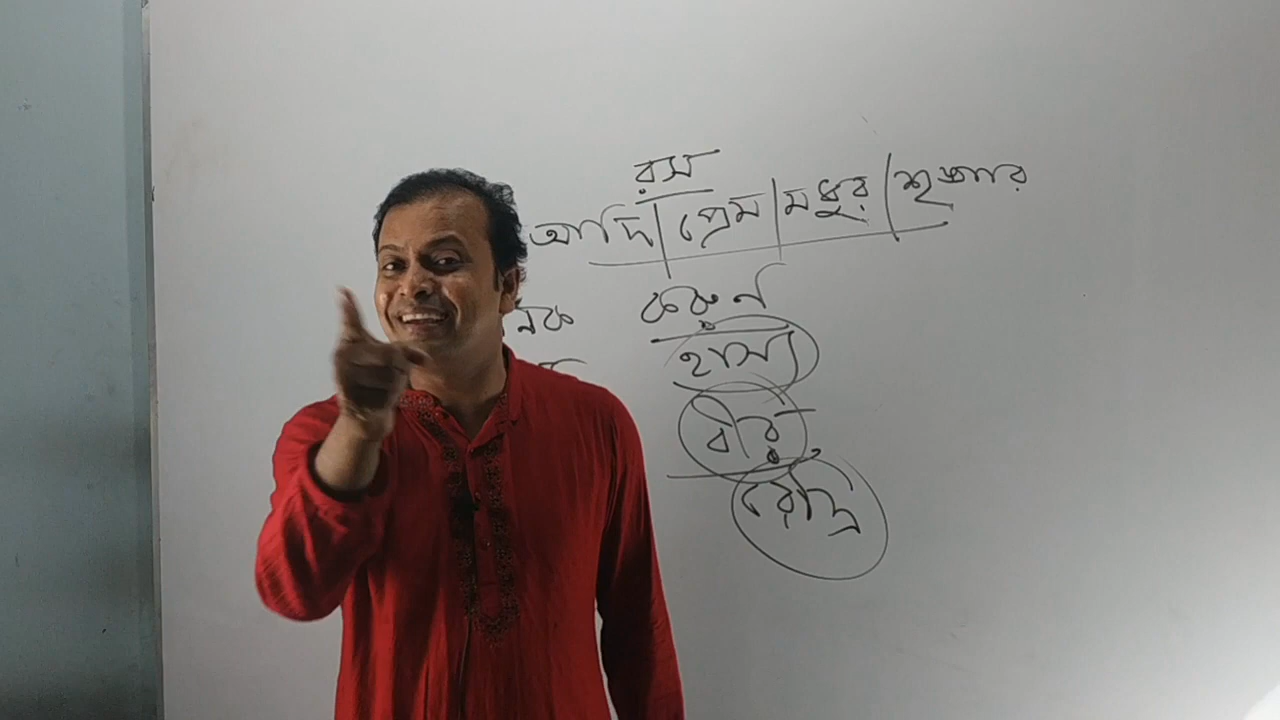 রস
আদি | প্রেম | মধুর | শৃঙ্গার
করুণ
হাস্য
বীর
রৌদ্র